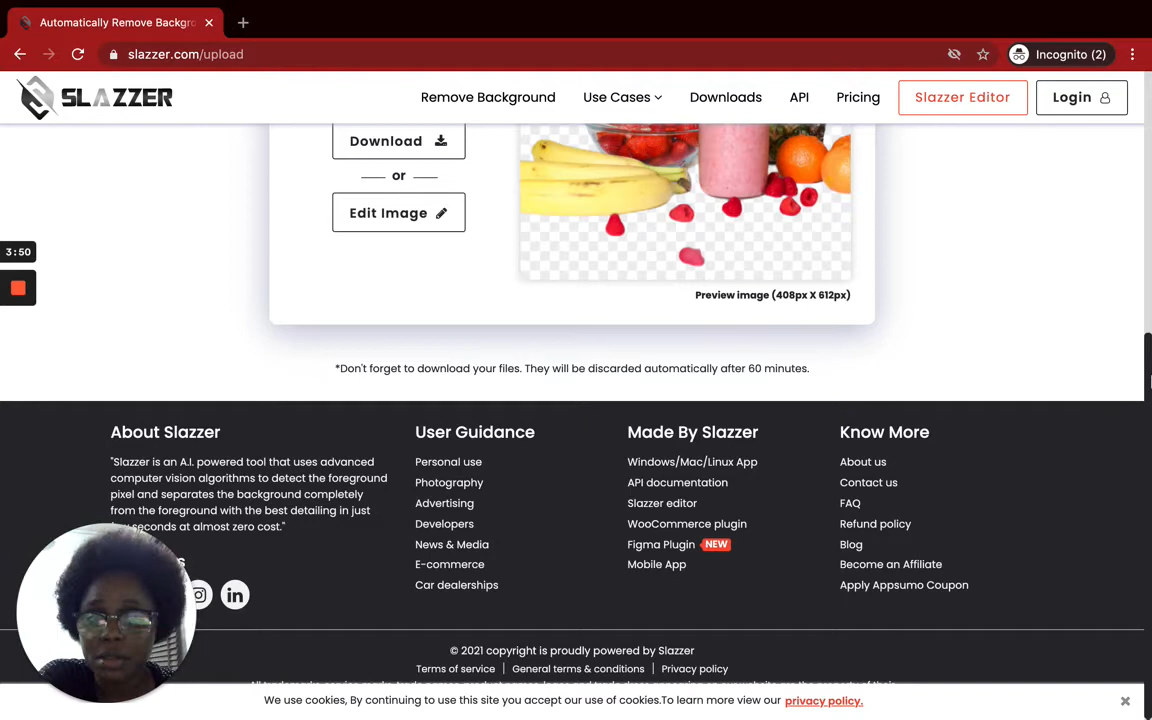 Automatically Remove Backgro
slazzer.com/upload
Incognito (2)
SLAZZER
Remove Background
Use Cases
Downloads
API
Pricing
Slazzer Editor
Login
Download
or
Edit Image
3:50
Preview image (408px X 612px)
*Don't forget to download your files. They will be discarded automatically after 60 minutes.
About Slazzer
"Slazzer is an A.I. powered tool that uses advanced
computer vision algorithms to detect the foreground
pixel and separates the background completely
from the foreground with the best detailing in just
seconds at almost zero cost."
in
User Guidance
Personal use
Photography
Advertising
Developers
News & Media
E-commerce
Car dealerships
Made By Slazzer
Windows/Mac/Linux App
API documentation
Slazzer editor
WooCommerce plugin
Figma Plugin NEW
Mobile App
Know More
About us
Contact us
FAQ
Refund policy
Blog
Become an Affiliate
Apply Appsumo Coupon
© 2021 copyright is proudly powered by Slazzer
Terms of service | General terms & conditions | Privacy policy
We use cookies, By continuing to use this site you accept our use of cookies.To learn more view our privacy policy.